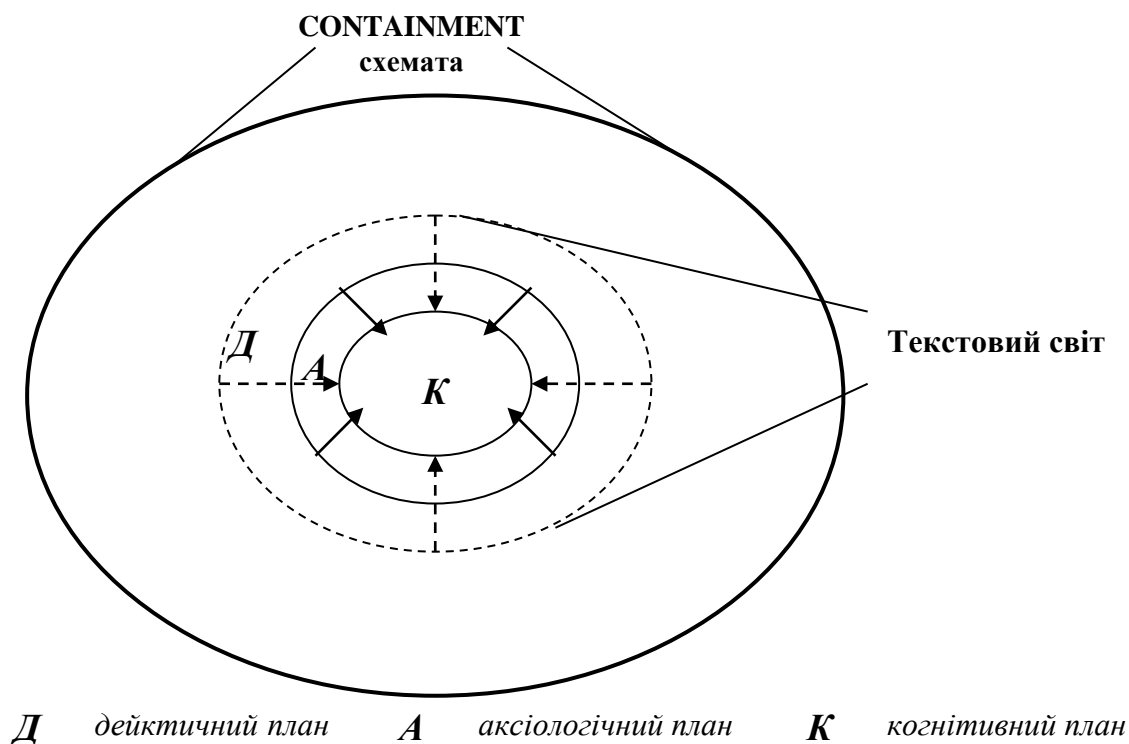 CONTAINMENT
схемата
Д
А
К
Текстовий світ
Д дейктичний план А аксіологічний план К когнітивний план